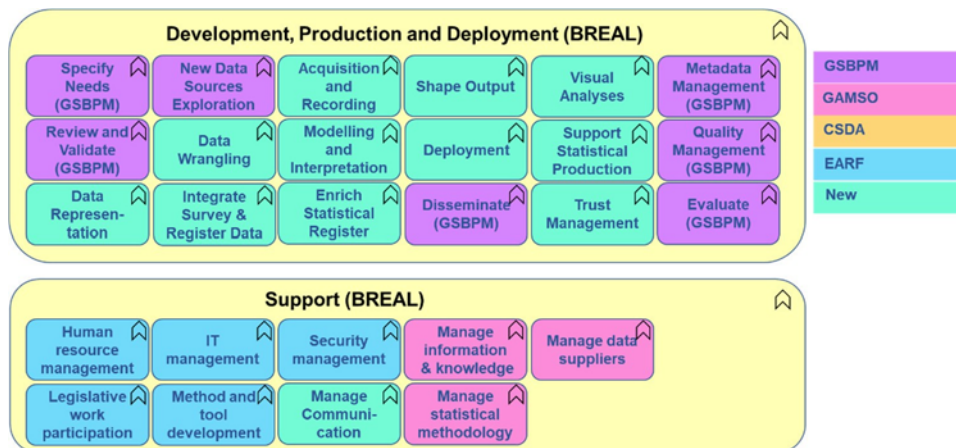 Development, Production and Deployment (BREAL)
Specify
Needs
(GSBPM)
New Data
Sources
Exploration
Acquisition
and
Recording
Shape Output
Visual
Analyses
Metadata
Management
(GSBPM)
Review and
Validate
(GSBPM)
Data
Wrangling
Modelling
and
Interpretation
Deployment
Support
Statistical
Production
Quality
Management
(GSBPM)
Data
Represen-
tation
Integrate
Survey &
Register Data
Enrich
Statistical
Register
Disseminate
(GSBPM)
Trust
Management
Evaluate
(GSBPM)
GSBPM
GAMSO
CSDA
EARF
New
Support (BREAL)
Human
resource
management
IT
management
Security
management
Manage
information
& knowledge
Manage data
suppliers
Legislative
work
participation
Method and
tool
development
Manage
Communi-
cation
Manage
statistical
methodology